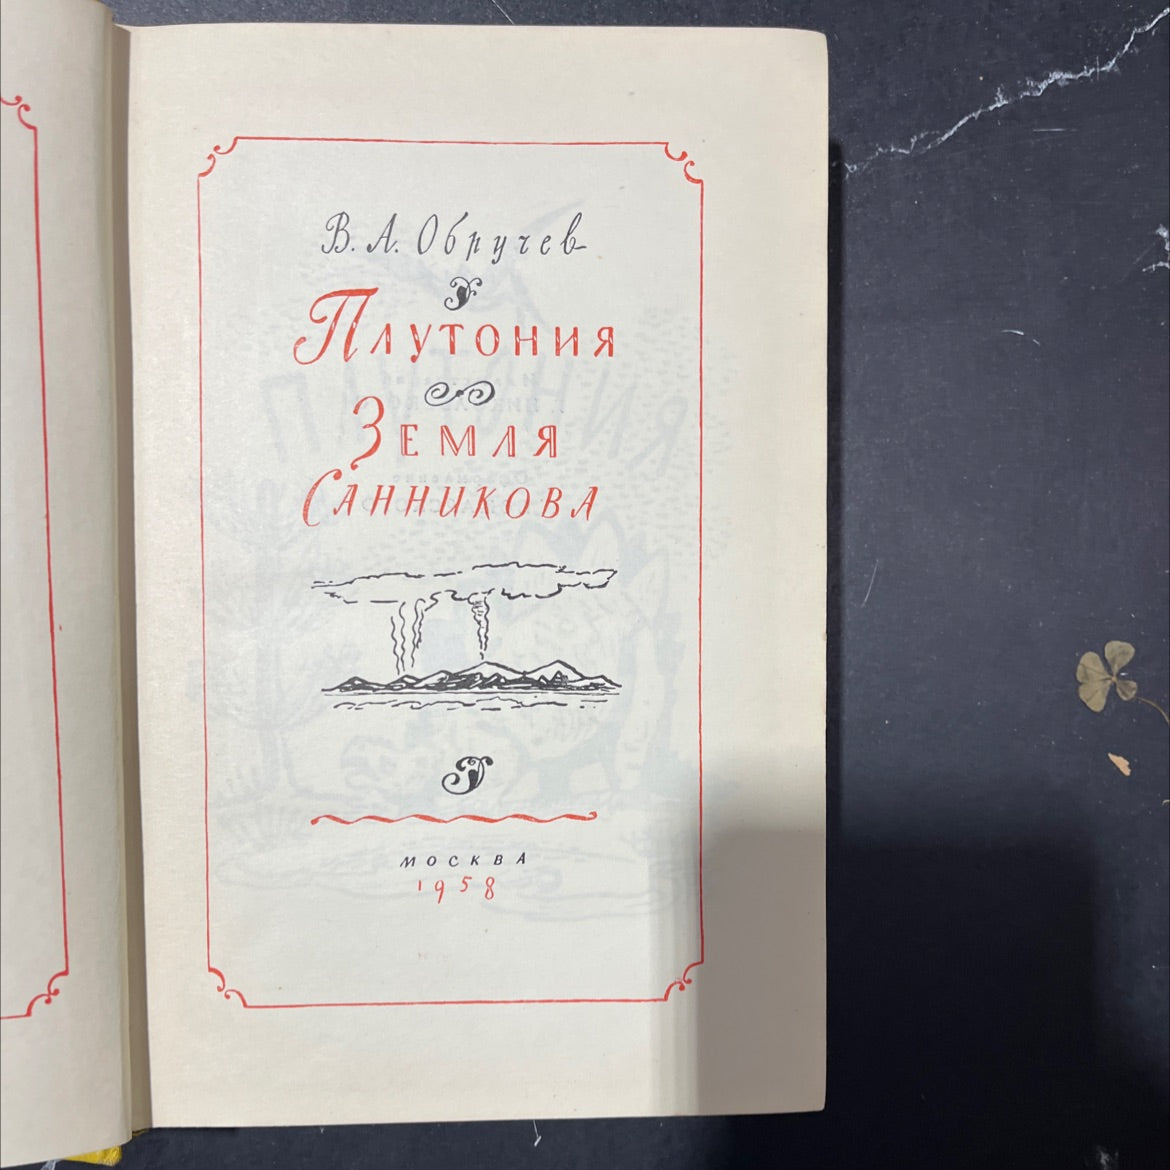 В. А. Обручев
Плутония
Земля
Санникова
Москва
1958